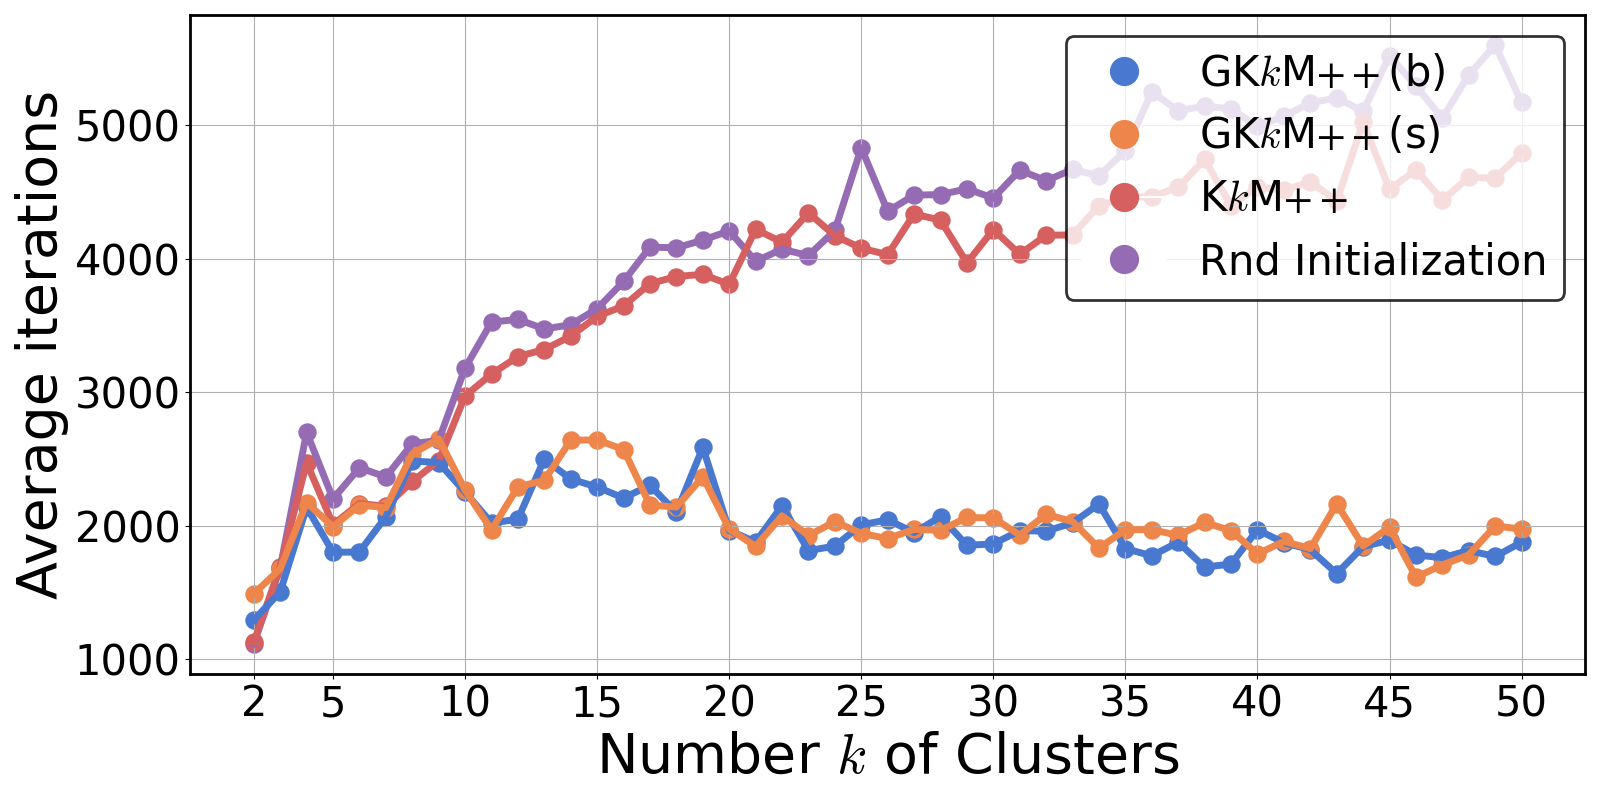 Average iterations
5000
4000
3000
2000
1000
GKkM++(b)
GKkM++(s)
KkM++
Rnd Initialization
2 5 10 15 20 25 30 35 40 45 50
Number k of Clusters